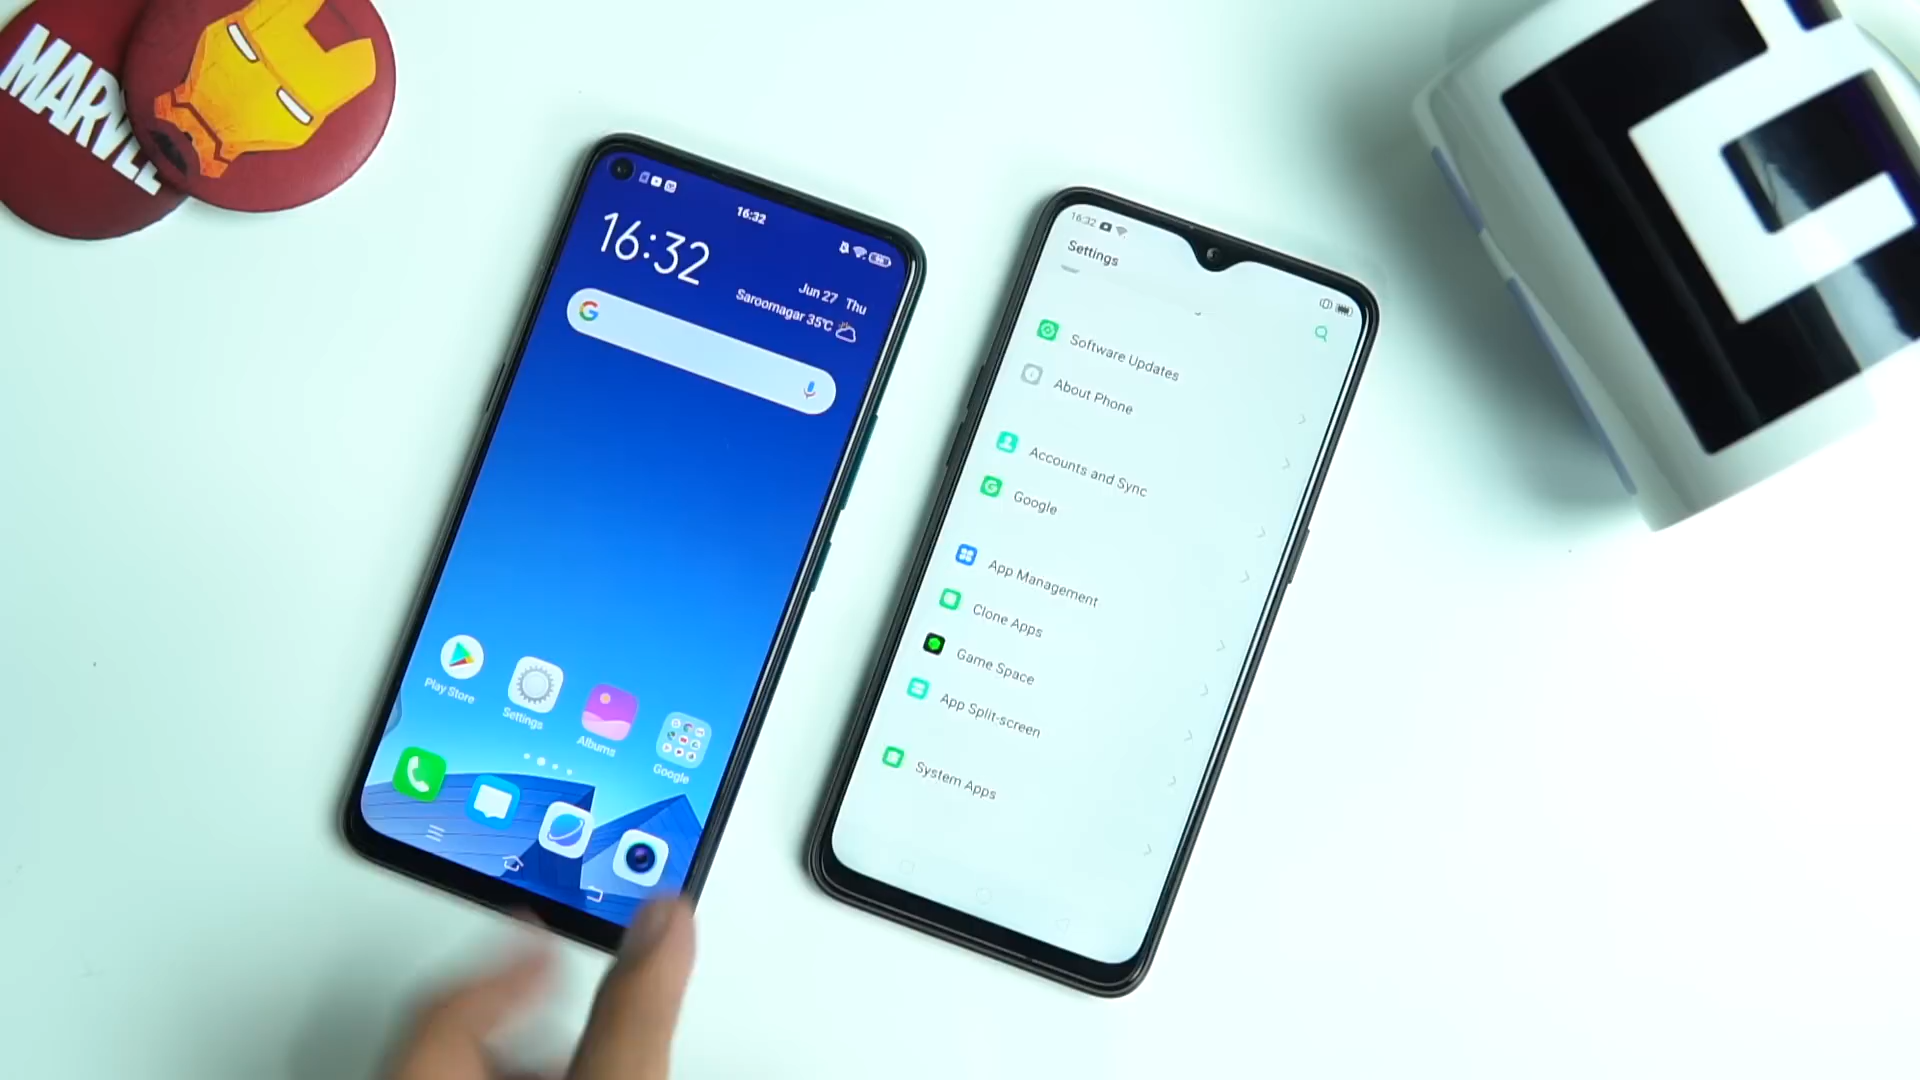 MARVEL
16:32
16:32
Jun 27 Thu
Saroornagar 35℃
Play Store
Settings
Albums
Google
16:32
Settings
Software Updates
About Phone
Accounts and Sync
Google
App Management
Clone Apps
Game Space
App Split-screen
System Apps